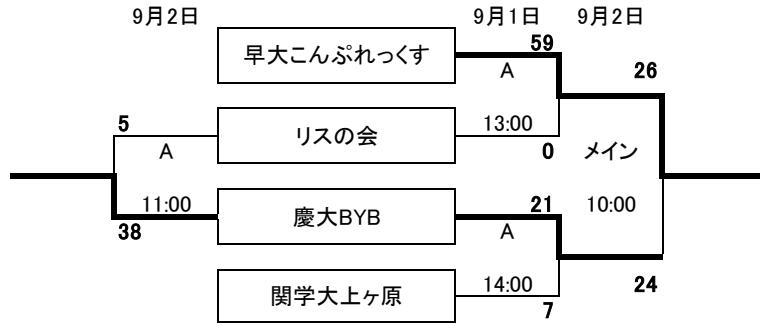 9月2日
9月1日
9月2日
早大こんぷれっくす
59
A
26
5
リスの会
13:00
A
0
メイン
11:00
慶大BYB
21
10:00
38
A
関学大上ヶ原
14:00
24
7